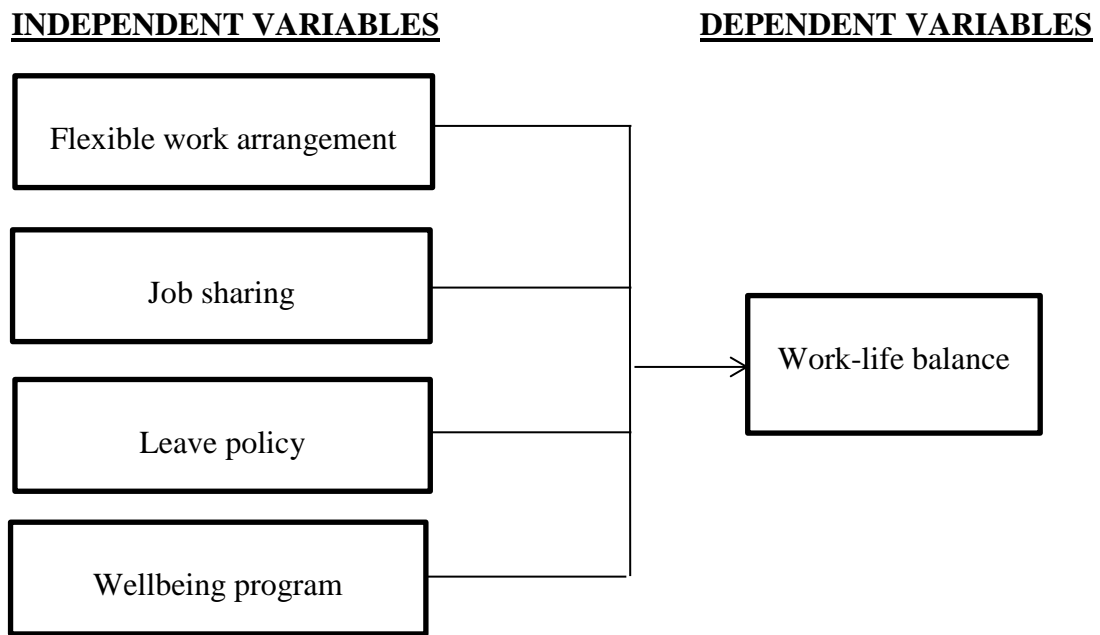 INDEPENDENT VARIABLES
DEPENDENT VARIABLES
Flexible work arrangement
Job sharing
Leave policy
Wellbeing program
Work-life balance